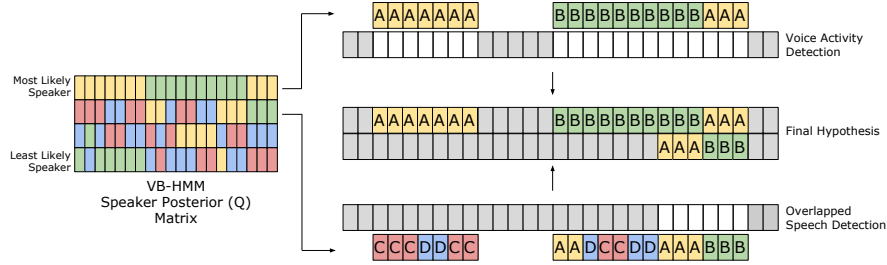 AAAAAAA BBBBBBBBBBAAA
Voice Activity
Detection
Most Likely
Speaker
Least Likely
Speaker
VB-HMM
Speaker Posterior (Q)
Matrix
AAAAAAA BBBBBBBBBBAAA
AAABBB
Final Hypothesis
Overlapped
Speech Detection
CCCDDCC AADCCDDAAABBB